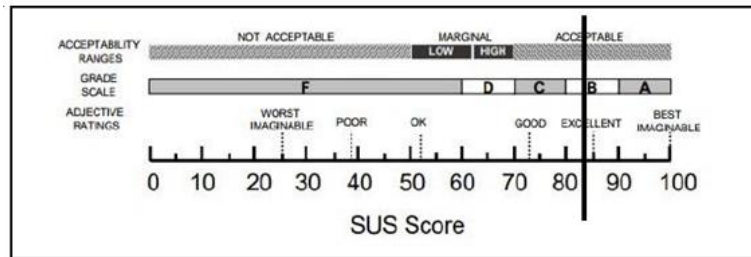 NOT ACCEPTABLE MARGINAL ACCEPTABLE
ACCEPTABILITY RANGES LOW HIGH
GRADE SCALE F D C B A
ADJECTIVE RATINGS WORST IMAGINABLE POOR OK GOOD EXCELLENT BEST IMAGINABLE
0 10 20 30 40 50 60 70 80 90 100
SUS Score